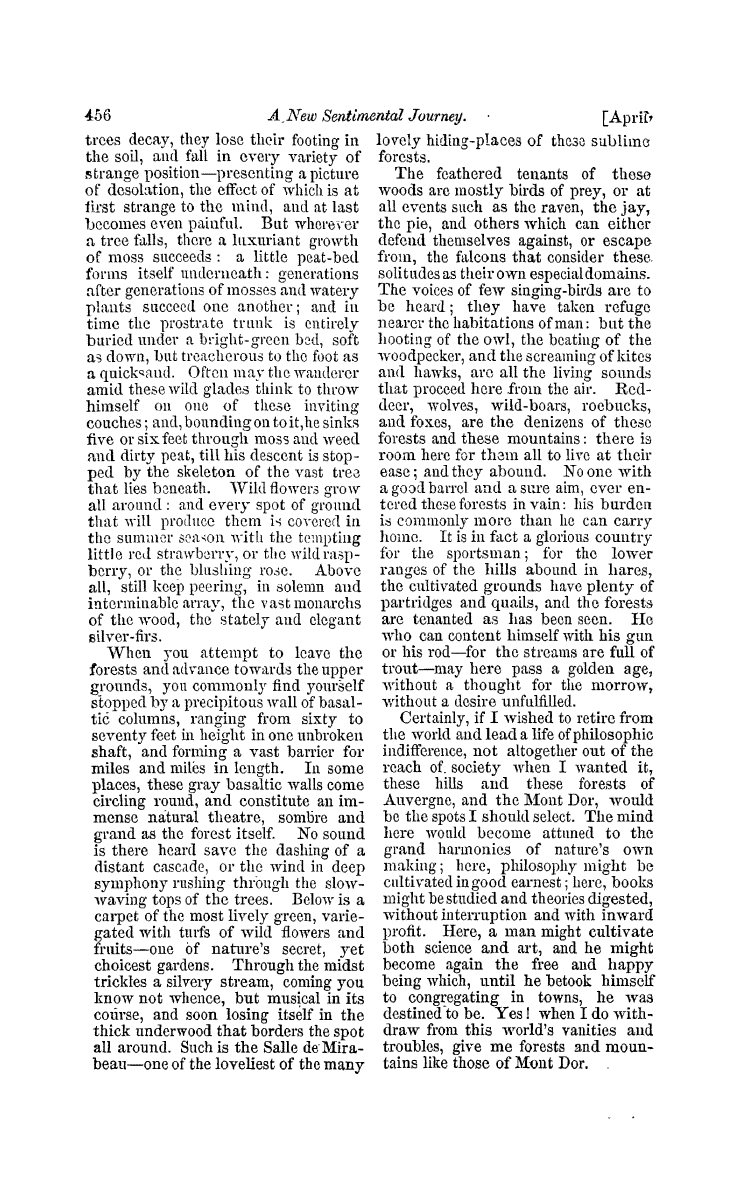 456
A New Sentimental Journey.
[April,
trees decay, they lose their footing in
the soil, and fall in every variety of
strange position—presenting a picture
of desolation, the effect of which is at
first strange to the mind, and at last
becomes even painful. But wherever
a tree falls, there a luxuriant growth
of moss succeeds: a little peat-bed
forms itself underneath: generations
after generations of mosses and watery
plants succeed one another; and in
time the prostrate trunk is entirely
buried under a bright-green bed, soft
as down, but treacherous to the foot as
a quicksand. Often may the wanderer
amid these wild glades think to throw
himself on one of these inviting
couches; and, bounding on to it, he sinks
five or six feet through moss and weed
and dirty peat, till his descent is stop-
ped by the skeleton of the vast tree
that lies beneath. Wild flowers grow
all around: and every spot of ground
that will produce them is covered in
the summer season with the tempting
little red strawberry, or the wild rasp-
berry, or the blushing rose. Above
all, still keep peering, in solemn and
interminable array, the vast monarchs
of the wood, the stately and elegant
silver-firs.
When you attempt to leave the
forests and advance towards the upper
grounds, you commonly find yourself
stopped by a precipitous wall of basal-
tic columns, ranging from sixty to
seventy feet in height in one unbroken
shaft, and forming a vast barrier for
miles and miles in length. In some
places, these gray basaltic walls come
circling round, and constitute an im-
mense natural theatre, sombre and
grand as the forest itself. No sound
is there heard save the dashing of a
distant cascade, or the wind in deep
symphony rushing through the slow-
waving tops of the trees. Below is a
carpet of the most lively green, varie-
gated with turfs of wild flowers and
fruits—one of nature's secret, yet
choicest gardens. Through the midst
trickles a silvery stream, coming you
know not whence, but musical in its
course, and soon losing itself in the
thick underwood that borders the spot
all around. Such is the Salle de Mira-
beau—one of the loveliest of the many
lovely hiding-places of these sublime
forests.
The feathered tenants of these
woods are mostly birds of prey, or at
all events such as the raven, the jay,
the pie, and others which can either
defend themselves against, or escape
from, the falcons that consider these
solitudes as their own especial domains.
The voices of few singing-birds are to
be heard; they have taken refuge
nearer the habitations of man: but the
hooting of the owl, the beating of the
woodpecker, and the screaming of kites
and hawks, are all the living sounds
that proceed here from the air. Red-
deer, wolves, wild-boars, roebucks,
and foxes, are the denizens of these
forests and these mountains: there is
room here for them all to live at their
ease; and they abound. No one with
a good barrel and a sure aim, ever en-
tered these forests in vain: his burden
is commonly more than he can carry
home. It is in fact a glorious country
for the sportsman; for the lower
ranges of the hills abound in hares,
the cultivated grounds have plenty of
partridges and quails, and the forests
are tenanted as has been seen. He
who can content himself with his gun
or his rod—for the streams are full of
trout—may here pass a golden age,
without a thought for the morrow,
without a desire unfulfilled.
Certainly, if I wished to retire from
the world and lead a life of philosophic
indifference, not altogether out of the
reach of society when I wanted it,
these hills and these forests of
Auvergne, and the Mont Dor, would
be the spots I should select. The mind
here would become attuned to the
grand harmonies of nature's own
making; here, philosophy might be
cultivated in good earnest; here, books
might be studied and theories digested,
without interruption and with inward
profit. Here, a man might cultivate
both science and art, and he might
become again the free and happy
being which, until he betook himself
to congregating in towns, he was
destined to be. Yes! when I do with-
draw from this world's vanities and
troubles, give me forests and moun-
tains like those of Mont Dor.